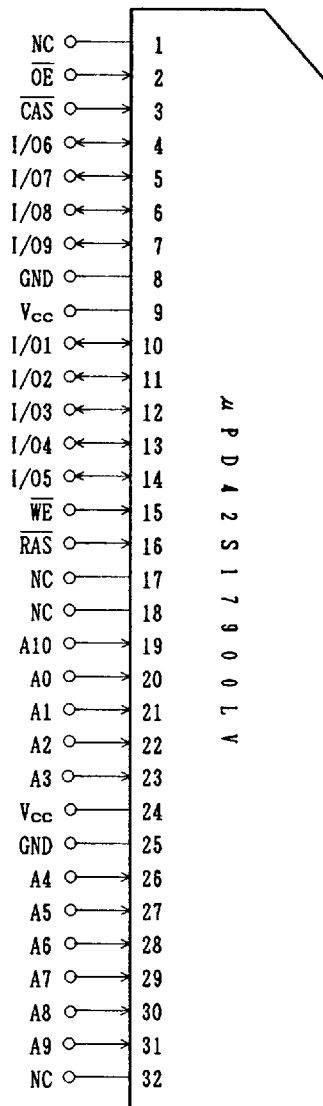 NC 1
OE 2
CAS 3
I/O6 4
I/O7 5
I/O8 6
I/O9 7
GND 8
Vcc 9
I/O1 10
I/O2 11
I/O3 12
I/O4 13
I/O5 14
WE 15
RAS 16
NC 17
NC 18
A10 19
A0 20
A1 21
A2 22
A3 23
Vcc 24
GND 25
A4 26
A5 27
A6 28
A7 29
A8 30
A9 31
NC 32
μPD42S17900LV